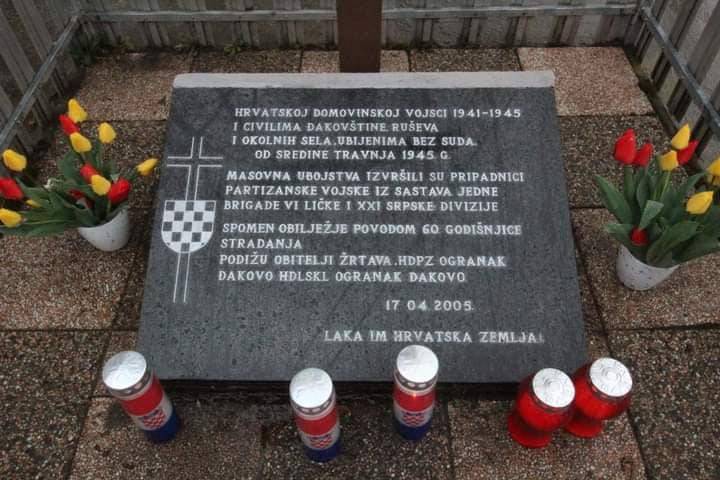 HRVATSKOJ DOMOVINSKOJ VOJSCI 1941-1945
I CIVILIMA ĐAKOVŠTINE, RUŠEVA
I OKOLNIH SELA, UBIJENIMA BEZ SUDA.
OD SREDINE TRAVNJA 1945. G.
MASOVNA UBOJSTVA IZVRŠILI SU PRIPADNICI
PARTIZANSKE VOJSKE IZ SASTAVA JEDNE
BRIGADE VI LIČKE I XXI SRPSKE DIVIZIJE
SPOMEN OBILJEŽJE POVODOM 60. GODIŠNJICE
STRADANJA
PODIŽU OBITELJI ŽRTAVA, HDPZ OGRANAK
ĐAKOVO HDLSKL OGRANAK ĐAKOVO.
17.04.2005.
LAKA IM HRVATSKA ZEMLJA!